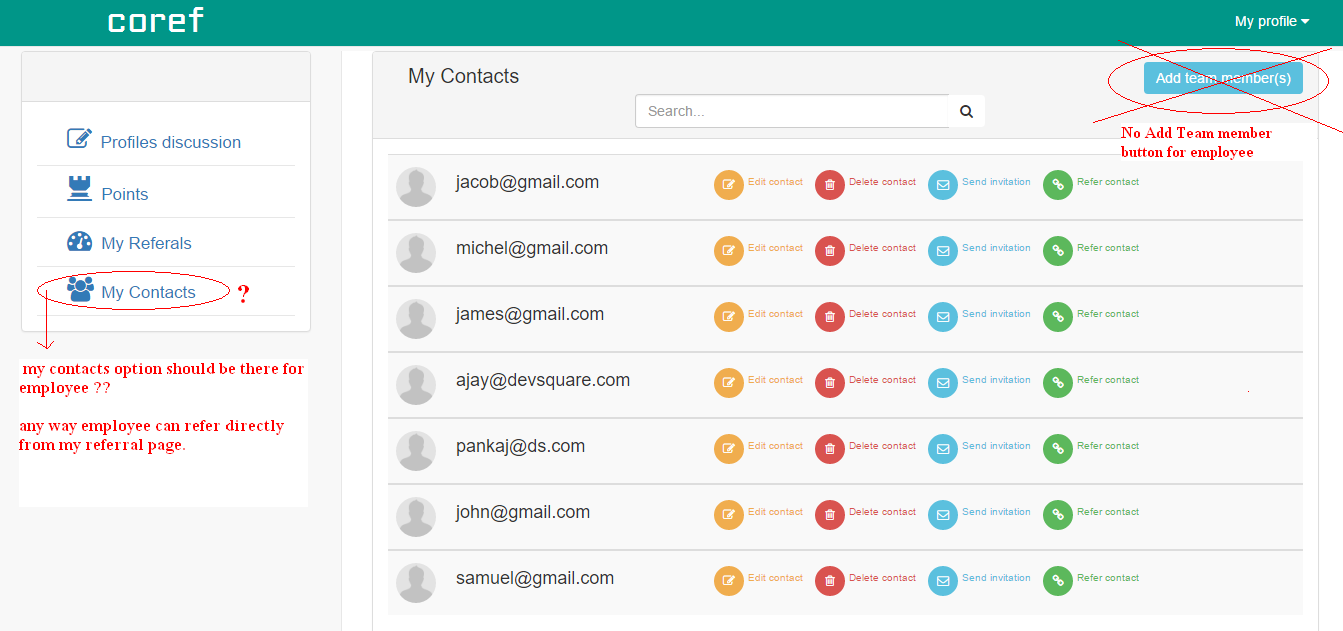 coref
My profile
Profiles discussion
Points
My Referals
My Contacts ?
my contacts option should be there for
employee ??
any way employee can refer directly
from my referral page.
My Contacts
Add team member(s)
Search...
No Add Team member
button for employee
jacob@gmail.com Edit contact Delete contact Send invitation Refer contact
michel@gmail.com Edit contact Delete contact Send invitation Refer contact
james@gmail.com Edit contact Delete contact Send invitation Refer contact
ajay@devsquare.com Edit contact Delete contact Send invitation Refer contact
pankaj@ds.com Edit contact Delete contact Send invitation Refer contact
john@gmail.com Edit contact Delete contact Send invitation Refer contact
samuel@gmail.com Edit contact Delete contact Send invitation Refer contact